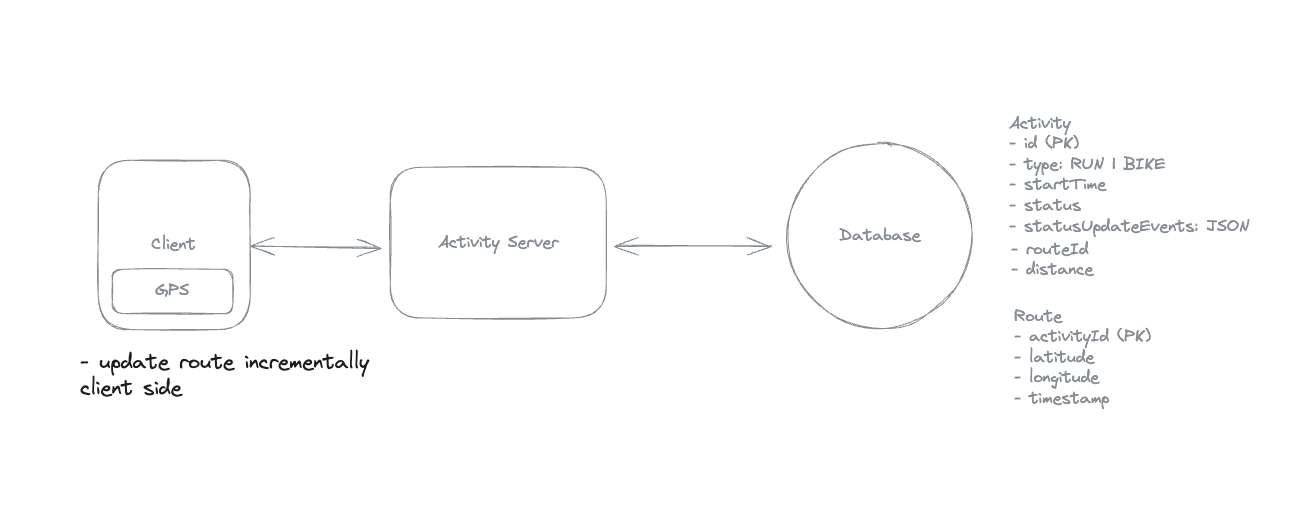 Client
GPS
- update route incrementally
client side
Activity Server
Database
Activity
- id (PK)
- type: RUN | BIKE
- startTime
- status
- statusUpdateEvents: JSON
- routeId
- distance
Route
- activityId (PK)
- latitude
- longitude
- timestamp